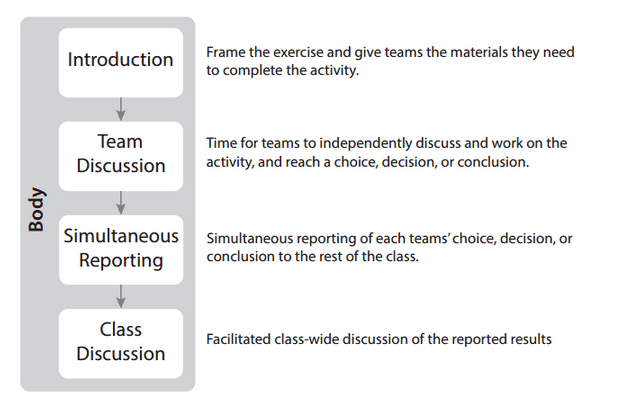 Body
Introduction
Frame the exercise and give teams the materials they need
to complete the activity.
Team
Discussion
Time for teams to independently discuss and work on the
activity, and reach a choice, decision, or conclusion.
Simultaneous
Reporting
Simultaneous reporting of each teams’ choice, decision, or
conclusion to the rest of the class.
Class
Discussion
Facilitated class-wide discussion of the reported results